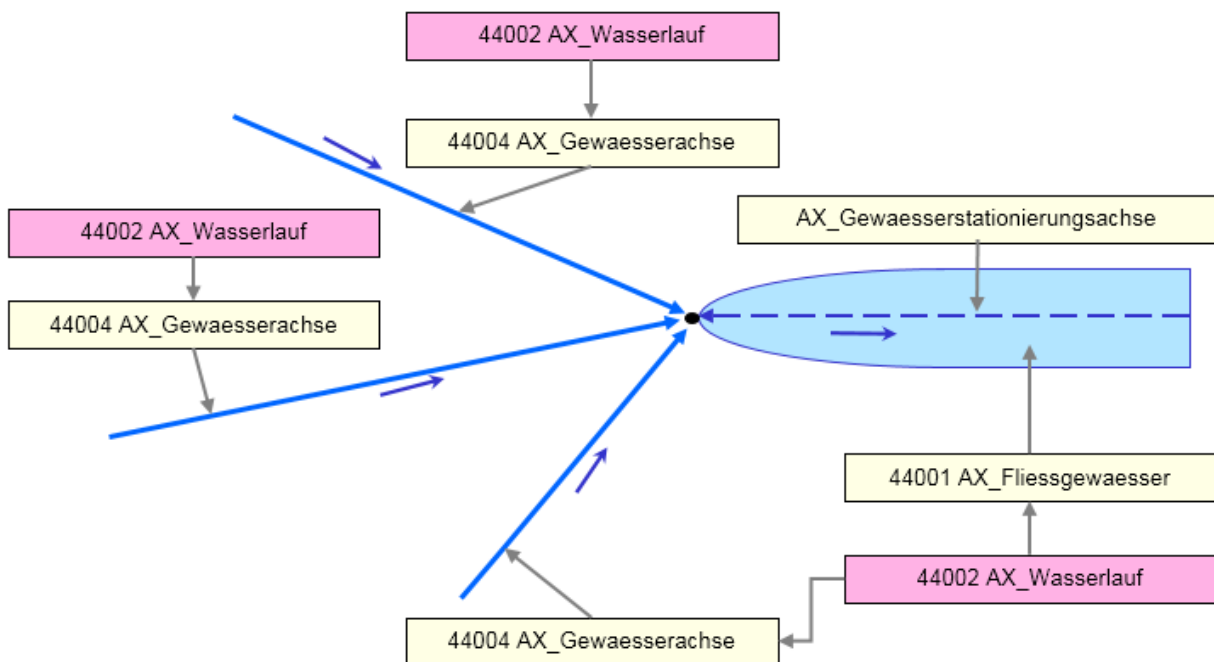 44002 AX_Wasserlauf
44004 AX_Gewaesserachse
44002 AX_Wasserlauf
AX_Gewaesserstationierungsachse
44004 AX_Gewaesserachse
44001 AX_Fliessgewaesser
44002 AX_Wasserlauf
44004 AX_Gewaesserachse